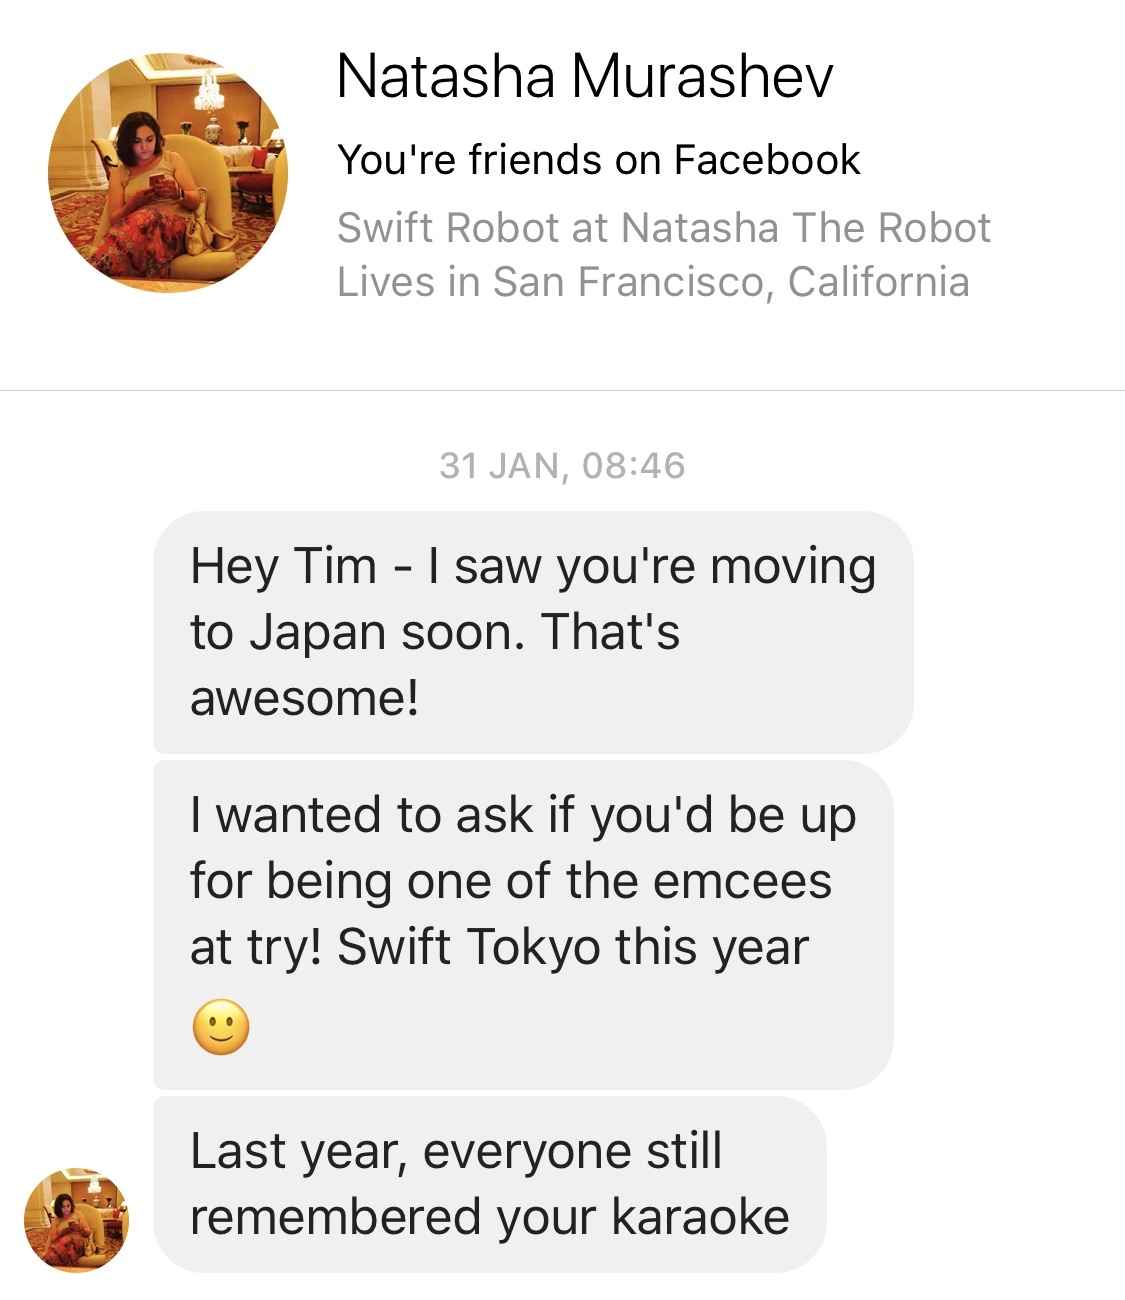 Natasha Murashev
You're friends on Facebook
Swift Robot at Natasha The Robot
Lives in San Francisco, California
31 JAN, 08:46
Hey Tim - I saw you're moving
to Japan soon. That's
awesome!
I wanted to ask if you'd be up
for being one of the emcees
at try! Swift Tokyo this year
🙂
Last year, everyone still
remembered your karaoke